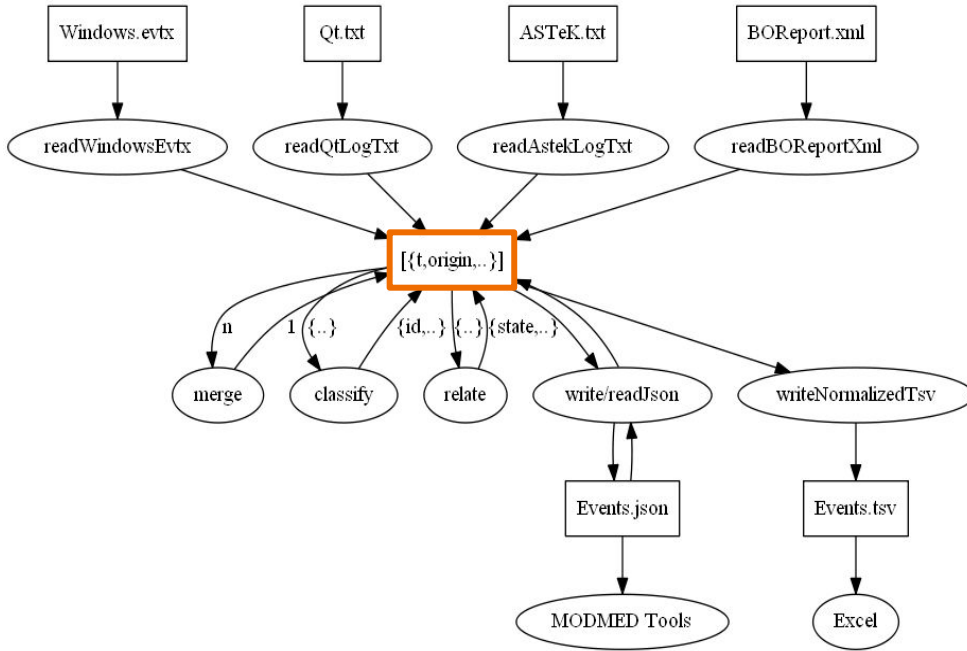 Windows.evtx
Qt.txt
ASTeK.txt
BOReport.xml
readWindowsEvtx
readQtLogTxt
readAstekLogTxt
readBOReportXml
[{t,origin,..}]
n
1
{..}
{id,..}
{..}
{state,..}
merge
classify
relate
write/readJson
writeNormalizedTsv
Events.json
Events.tsv
MODMED Tools
Excel